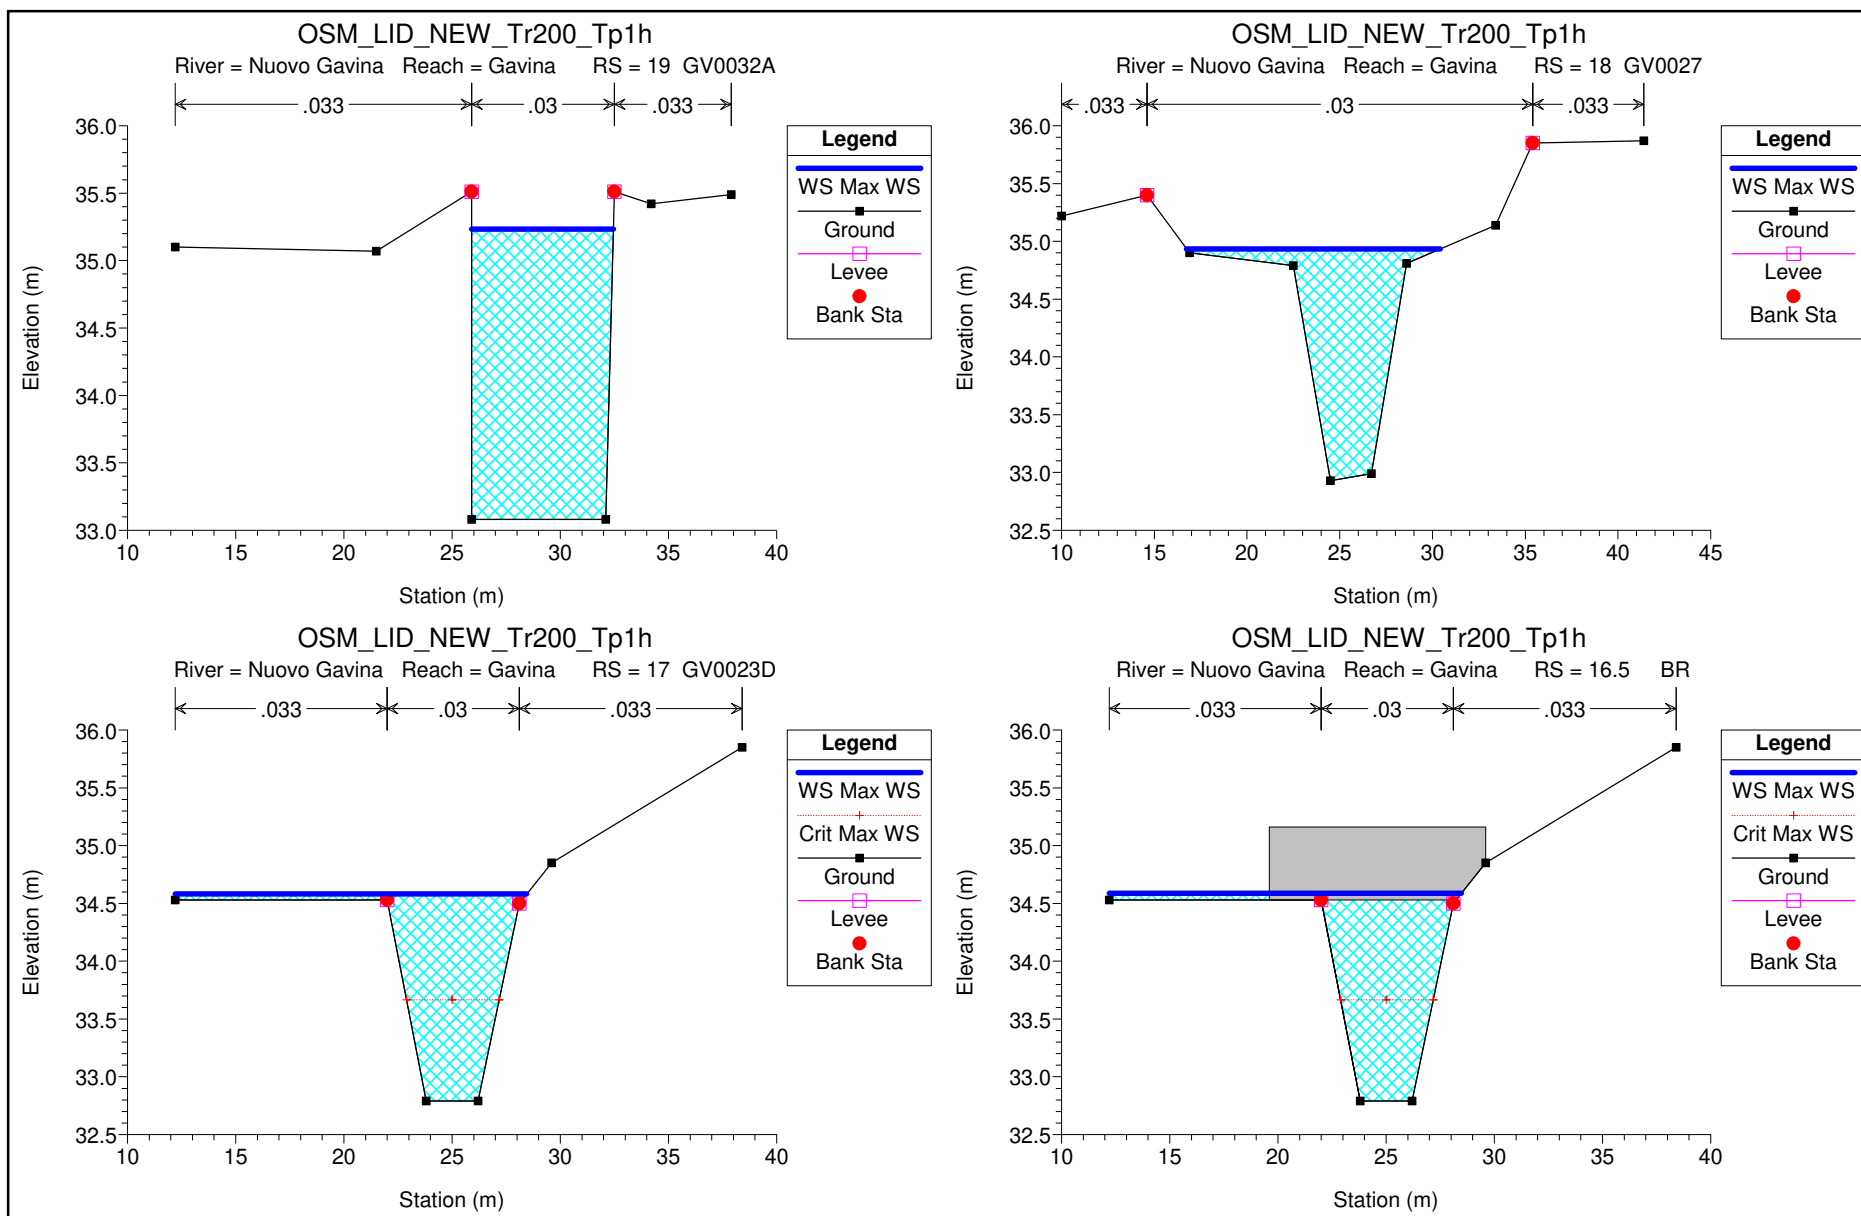 OSM_LID_NEW_Tr200_Tp1h
River = Nuovo Gavina Reach = Gavina RS = 19 GV0032A
.033 .03 .033
36.0
35.5
35.0
34.5
34.0
33.5
33.0
Elevation (m)
10 15 20 25 30 35 40
Station (m)
Legend
WS Max WS
Ground
Levee
Bank Sta
OSM_LID_NEW_Tr200_Tp1h
River = Nuovo Gavina Reach = Gavina RS = 18 GV0027
.033 .03 .033
36.0
35.5
35.0
34.5
34.0
33.5
33.0
32.5
Elevation (m)
10 15 20 25 30 35 40 45
Station (m)
Legend
WS Max WS
Ground
Levee
Bank Sta
OSM_LID_NEW_Tr200_Tp1h
River = Nuovo Gavina Reach = Gavina RS = 17 GV0023D
.033 .03 .033
36.0
35.5
35.0
34.5
34.0
33.5
33.0
32.5
Elevation (m)
10 15 20 25 30 35 40
Station (m)
Legend
WS Max WS
Crit Max WS
Ground
Levee
Bank Sta
OSM_LID_NEW_Tr200_Tp1h
River = Nuovo Gavina Reach = Gavina RS = 16.5 BR
.033 .03 .033
36.0
35.5
35.0
34.5
34.0
33.5
33.0
32.5
Elevation (m)
10 15 20 25 30 35 40
Station (m)
Legend
WS Max WS
Crit Max WS
Ground
Levee
Bank Sta